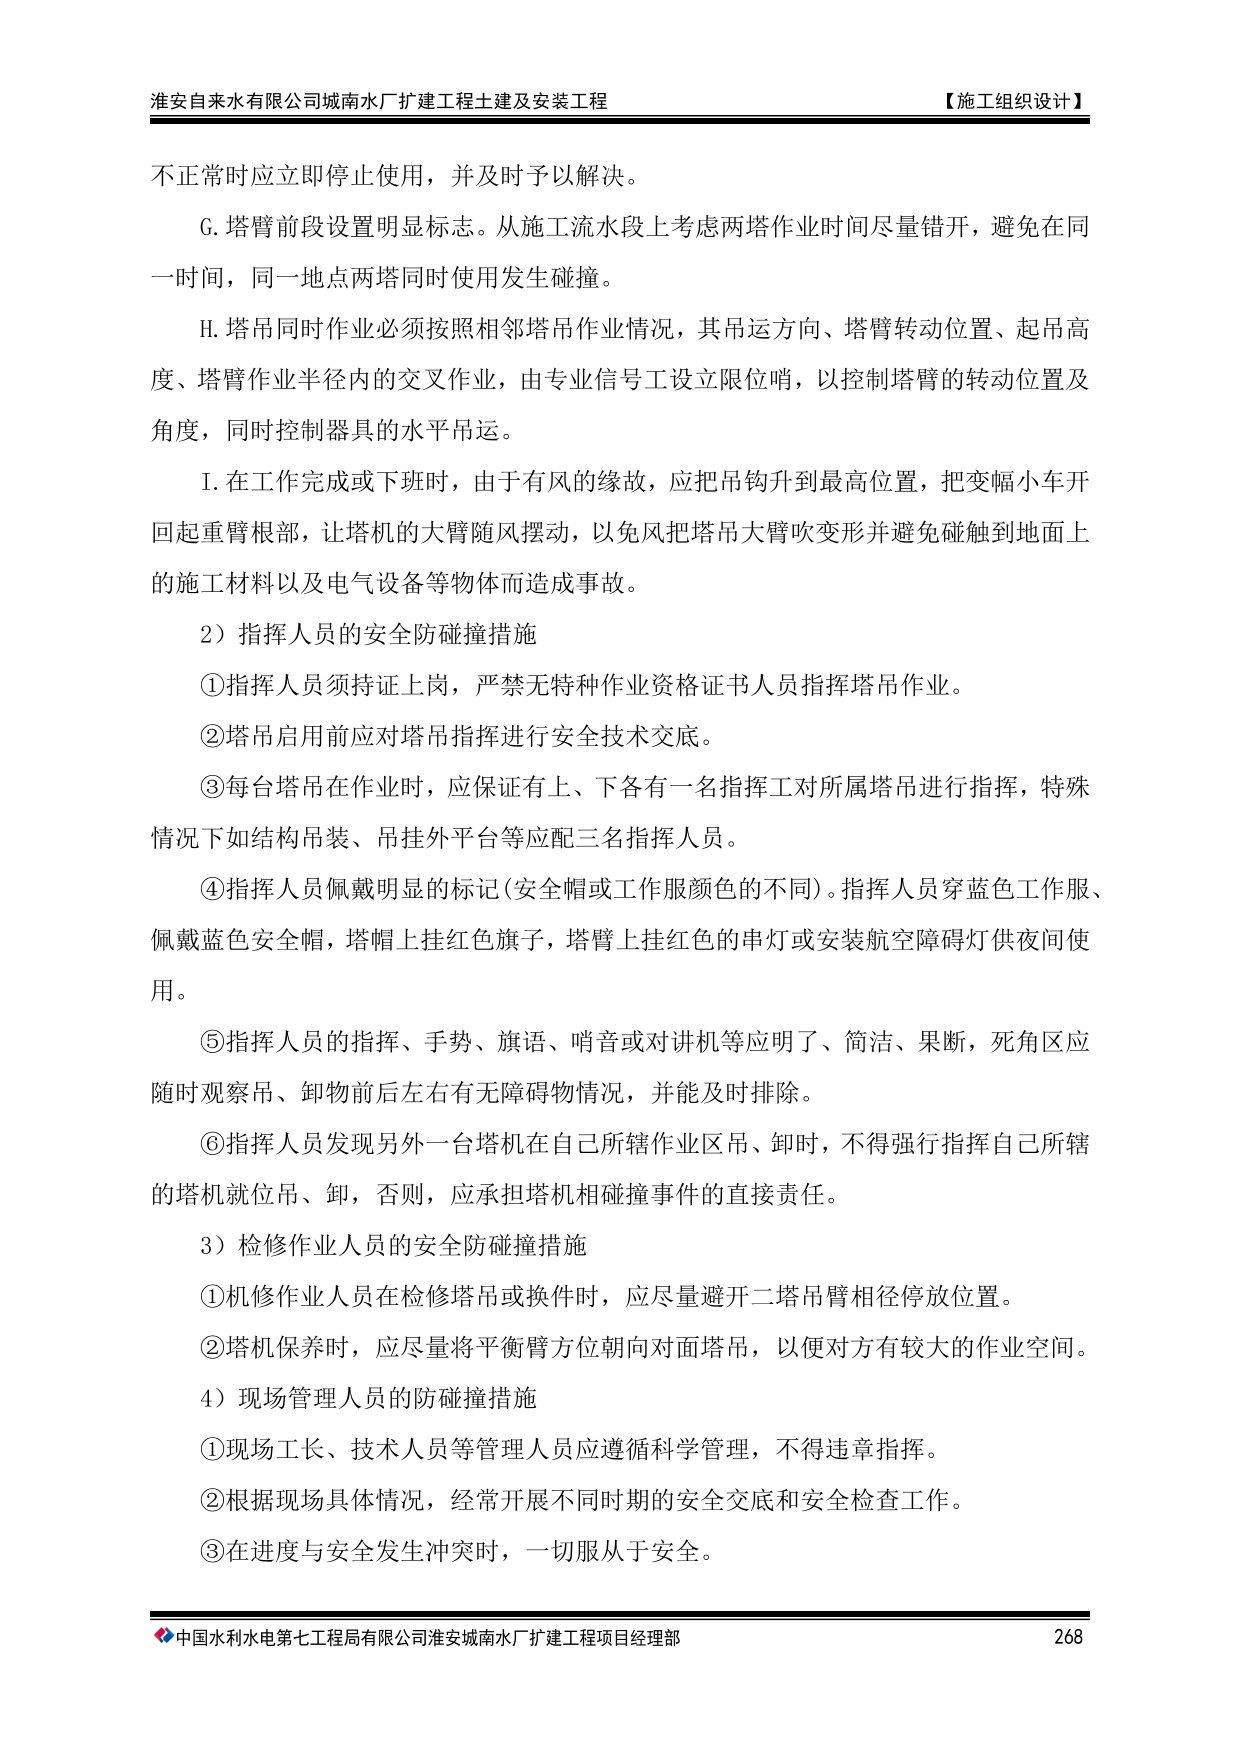 淮安自来水有限公司城南水厂扩建工程土建及安装工程 【施工组织设计】
不正常时应立即停止使用，并及时予以解决。
G.塔臂前段设置明显标志。从施工流水段上考虑两塔作业时间尽量错开，避免在同
一时间，同一地点两塔同时使用发生碰撞。
H.塔吊同时作业必须按照相邻塔吊作业情况，其吊运方向、塔臂转动位置、起吊高
度、塔臂作业半径内的交叉作业，由专业信号工设立限位哨，以控制塔臂的转动位置及
角度，同时控制器具的水平吊运。
I.在工作完成或下班时，由于有风的缘故，应把吊钩升到最高位置，把变幅小车开
回起重臂根部，让塔机的大臂随风摆动，以免风把塔吊大臂吹变形并避免碰触到地面上
的施工材料以及电气设备等物体而造成事故。
2）指挥人员的安全防碰撞措施
①指挥人员须持证上岗，严禁无特种作业资格证书人员指挥塔吊作业。
②塔吊启用前应对塔吊指挥进行安全技术交底。
③每台塔吊在作业时，应保证有上、下各有一名指挥工对所属塔吊进行指挥，特殊
情况下如结构吊装、吊挂外平台等应配三名指挥人员。
④指挥人员佩戴明显的标记(安全帽或工作服颜色的不同)。指挥人员穿蓝色工作服、
佩戴蓝色安全帽，塔帽上挂红色旗子，塔臂上挂红色的串灯或安装航空障碍灯供夜间使
用。
⑤指挥人员的指挥、手势、旗语、哨音或对讲机等应明了、简洁、果断，死角区应
随时观察吊、卸物前后左右有无障碍物情况，并能及时排除。
⑥指挥人员发现另外一台塔机在自己所辖作业区吊、卸时，不得强行指挥自己所辖
的塔机就位吊、卸，否则，应承担塔机相碰撞事件的直接责任。
3）检修作业人员的安全防碰撞措施
①机修作业人员在检修塔吊或换件时，应尽量避开二塔吊臂相径停放位置。
②塔机保养时，应尽量将平衡臂方位朝向对面塔吊，以便对方有较大的作业空间。
4）现场管理人员的防碰撞措施
①现场工长、技术人员等管理人员应遵循科学管理，不得违章指挥。
②根据现场具体情况，经常开展不同时期的安全交底和安全检查工作。
③在进度与安全发生冲突时，一切服从于安全。
中国水利水电第七工程局有限公司淮安城南水厂扩建工程项目经理部 268